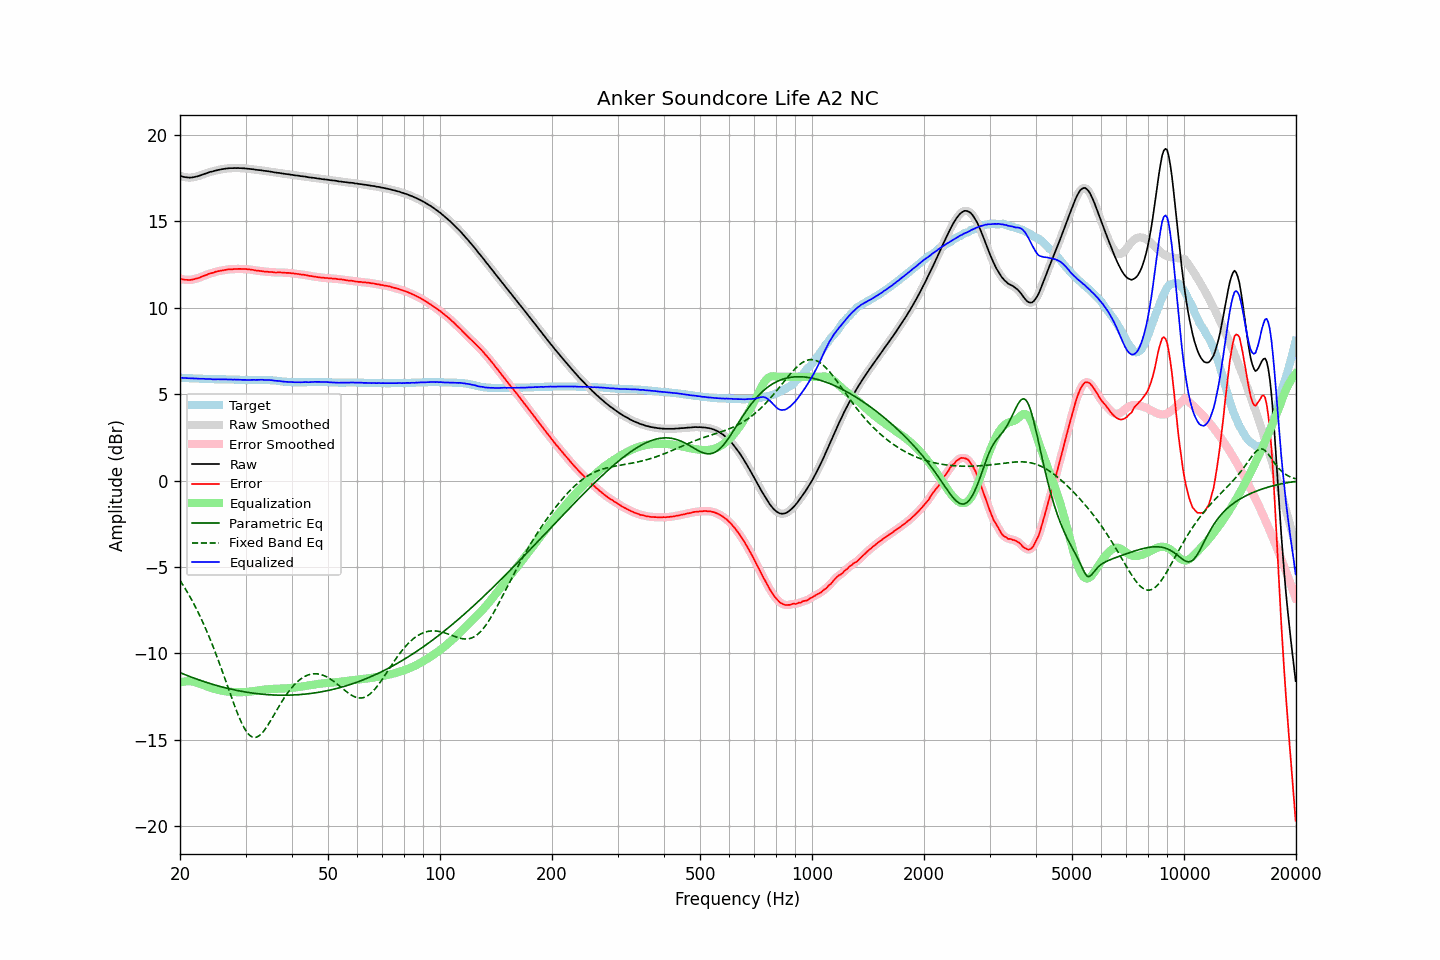 Anker Soundcore Life A2 NC
Amplitude (dBr)
20
15
10
5
0
−5
−10
−15
−20
Target
Raw Smoothed
Error Smoothed
Raw
Error
Equalization
Parametric Eq
Fixed Band Eq
Equalized
20 50 100 200 500 1000 2000 5000 10000 20000
Frequency (Hz)